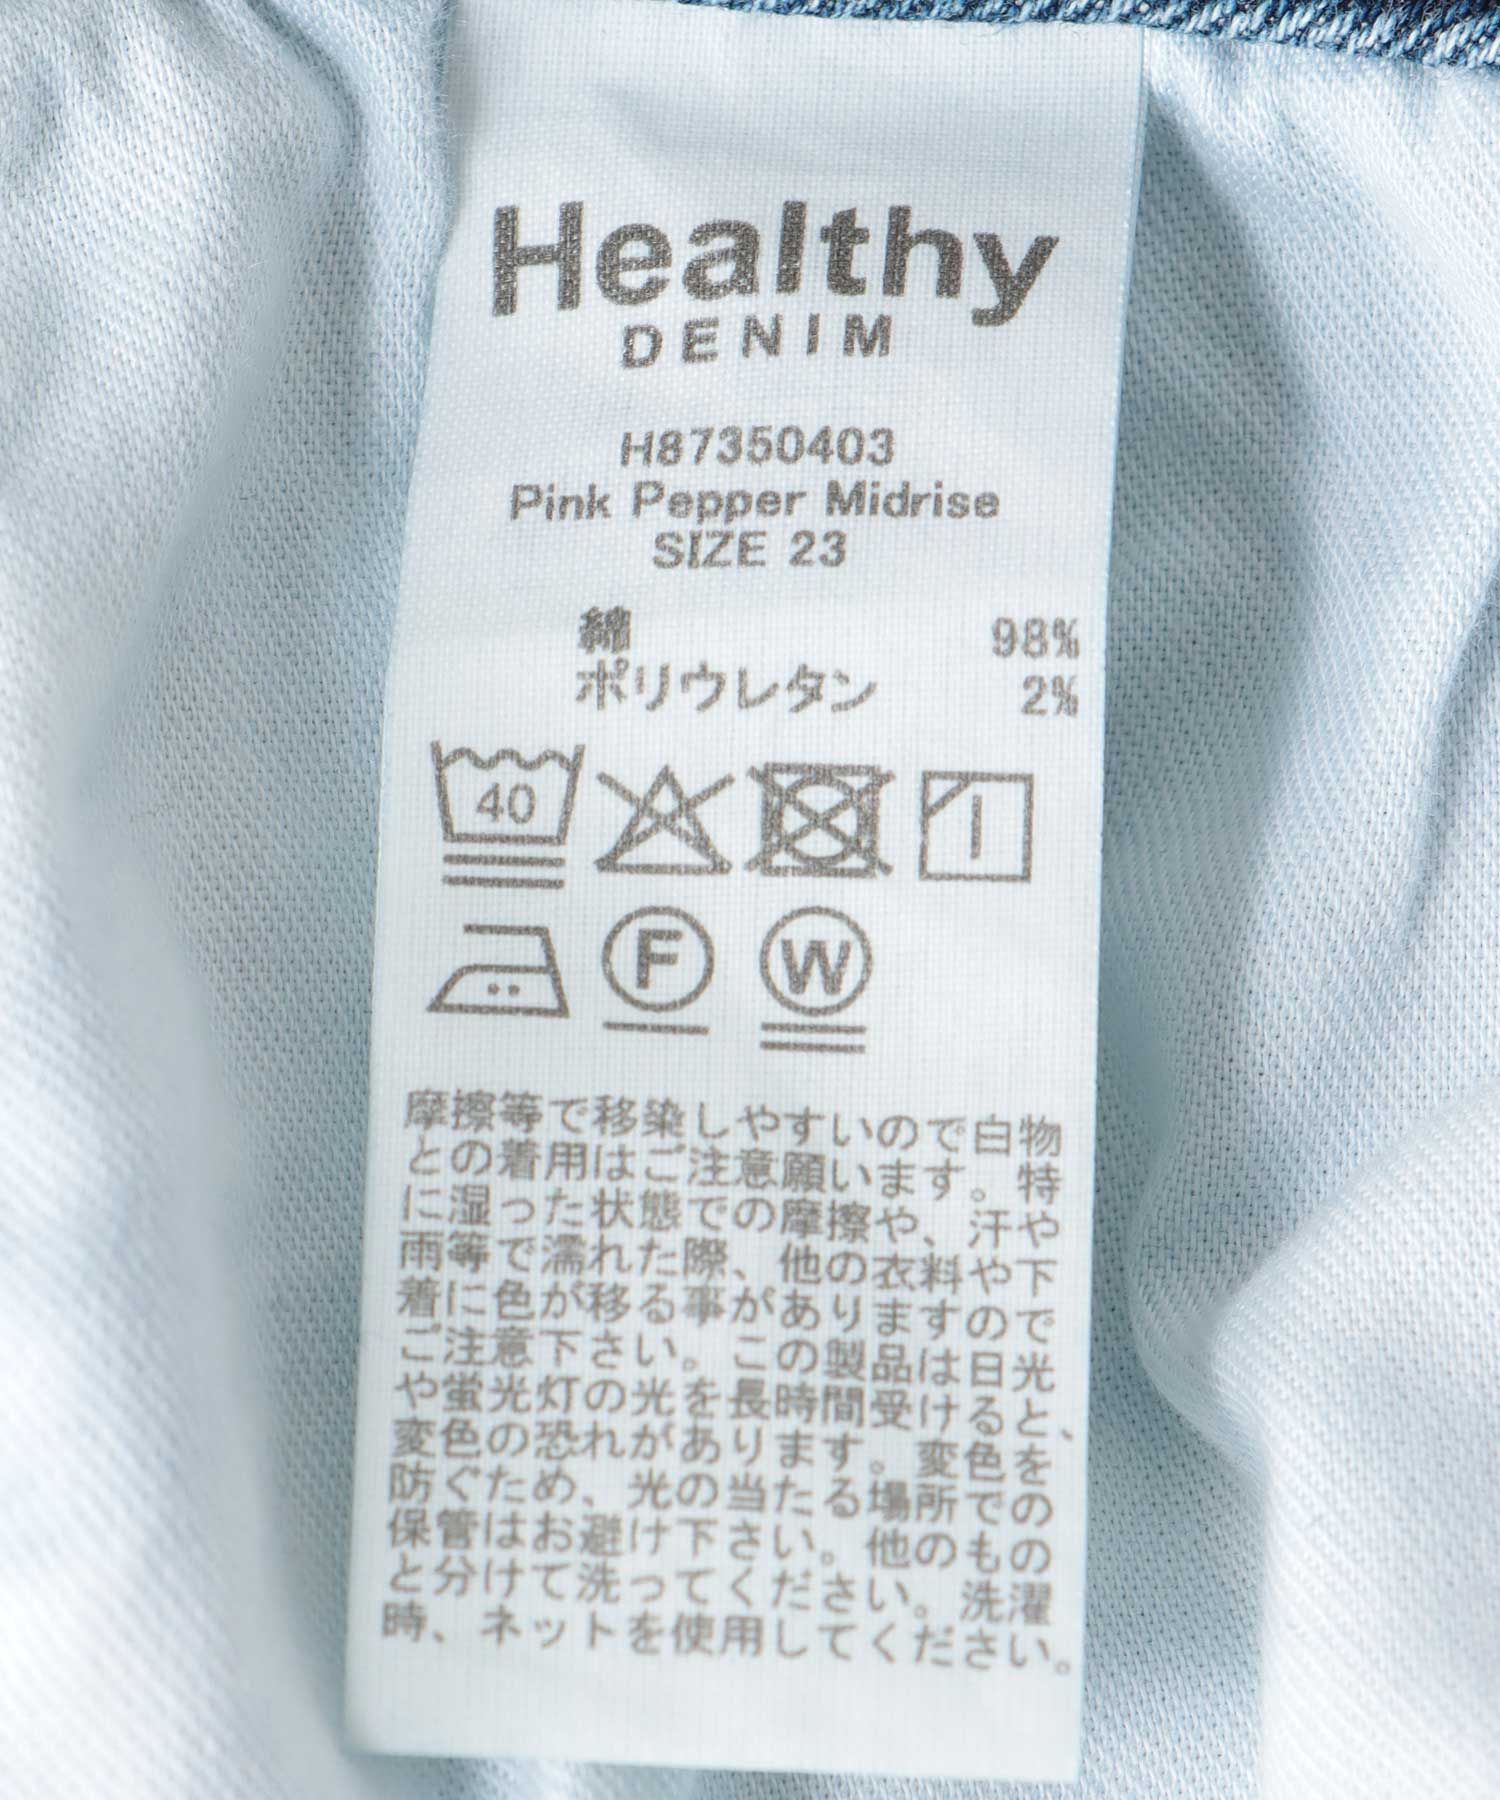 Healthy
DENIM
H87350403
Pink Pepper Midrise
SIZE 23
綿 98%
ポリウレタン 2%
40
F W
摩擦等で移染しやすいので白物
との着用はご注意願います。特
に湿った状態での摩擦や、汗や
雨等で濡れた際、他の衣料や下
着に色が移る事がありますので
ご注意下さい。この製品は日光
や蛍光灯の光を長時間受けると、
変色の恐れがあります。変色を
防ぐため、光の当たる場所での
保管はお避け下さい。他のもの
と分けて洗ってください。洗濯
時、ネットを使用してください。